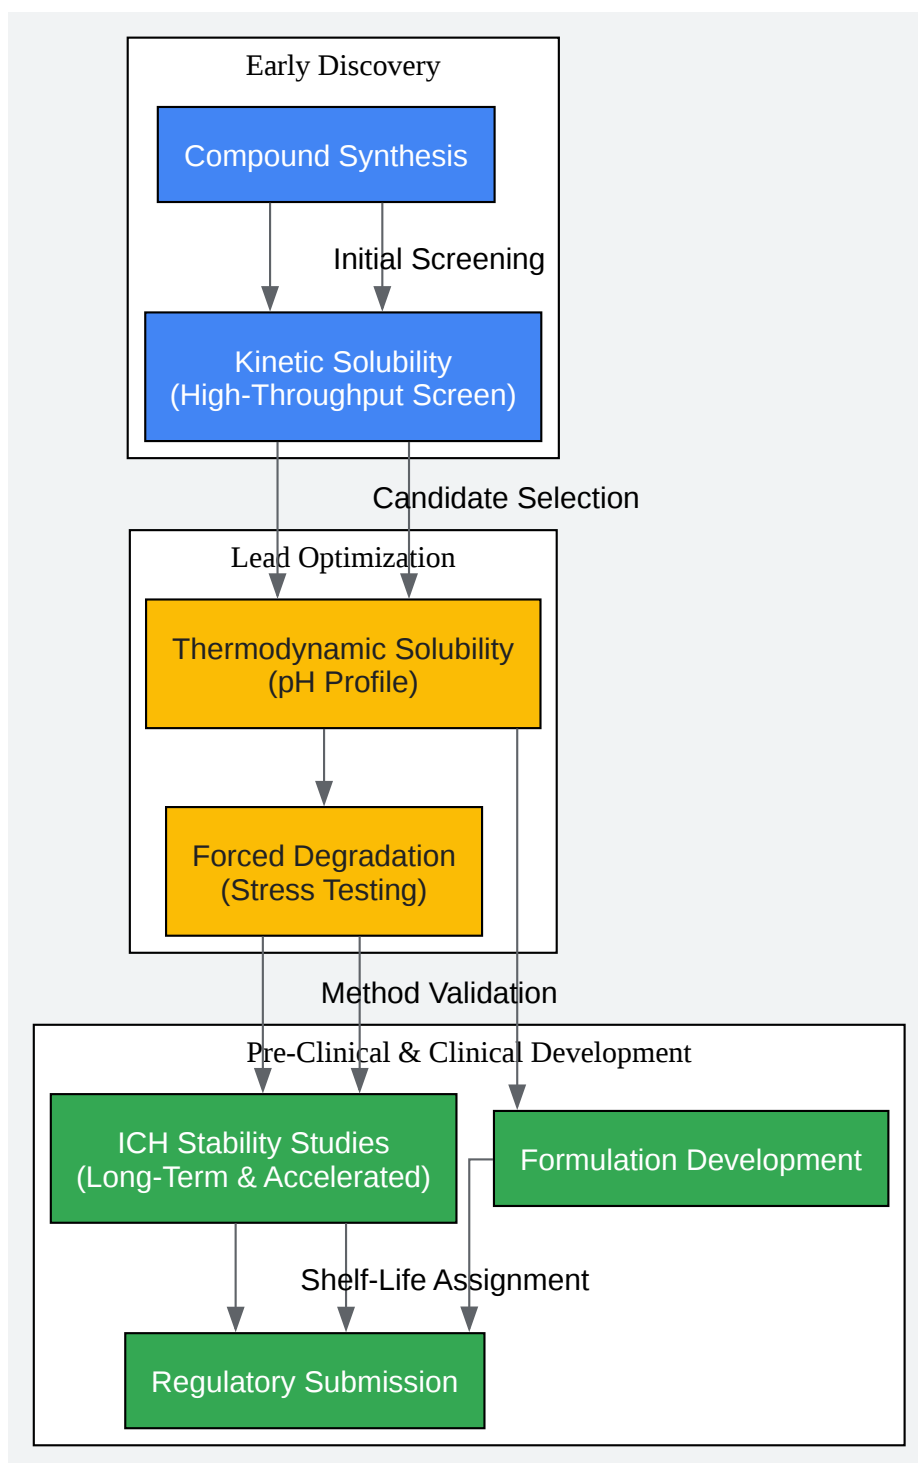 Early Discovery
Compound Synthesis
Initial Screening
Kinetic Solubility
(High-Throughput Screen)
Candidate Selection
Lead Optimization
Thermodynamic Solubility
(pH Profile)
Forced Degradation
(Stress Testing)
Method Validation
Pre-Clinical & Clinical Development
ICH Stability Studies
(Long-Term & Accelerated)
Formulation Development
Shelf-Life Assignment
Regulatory Submission